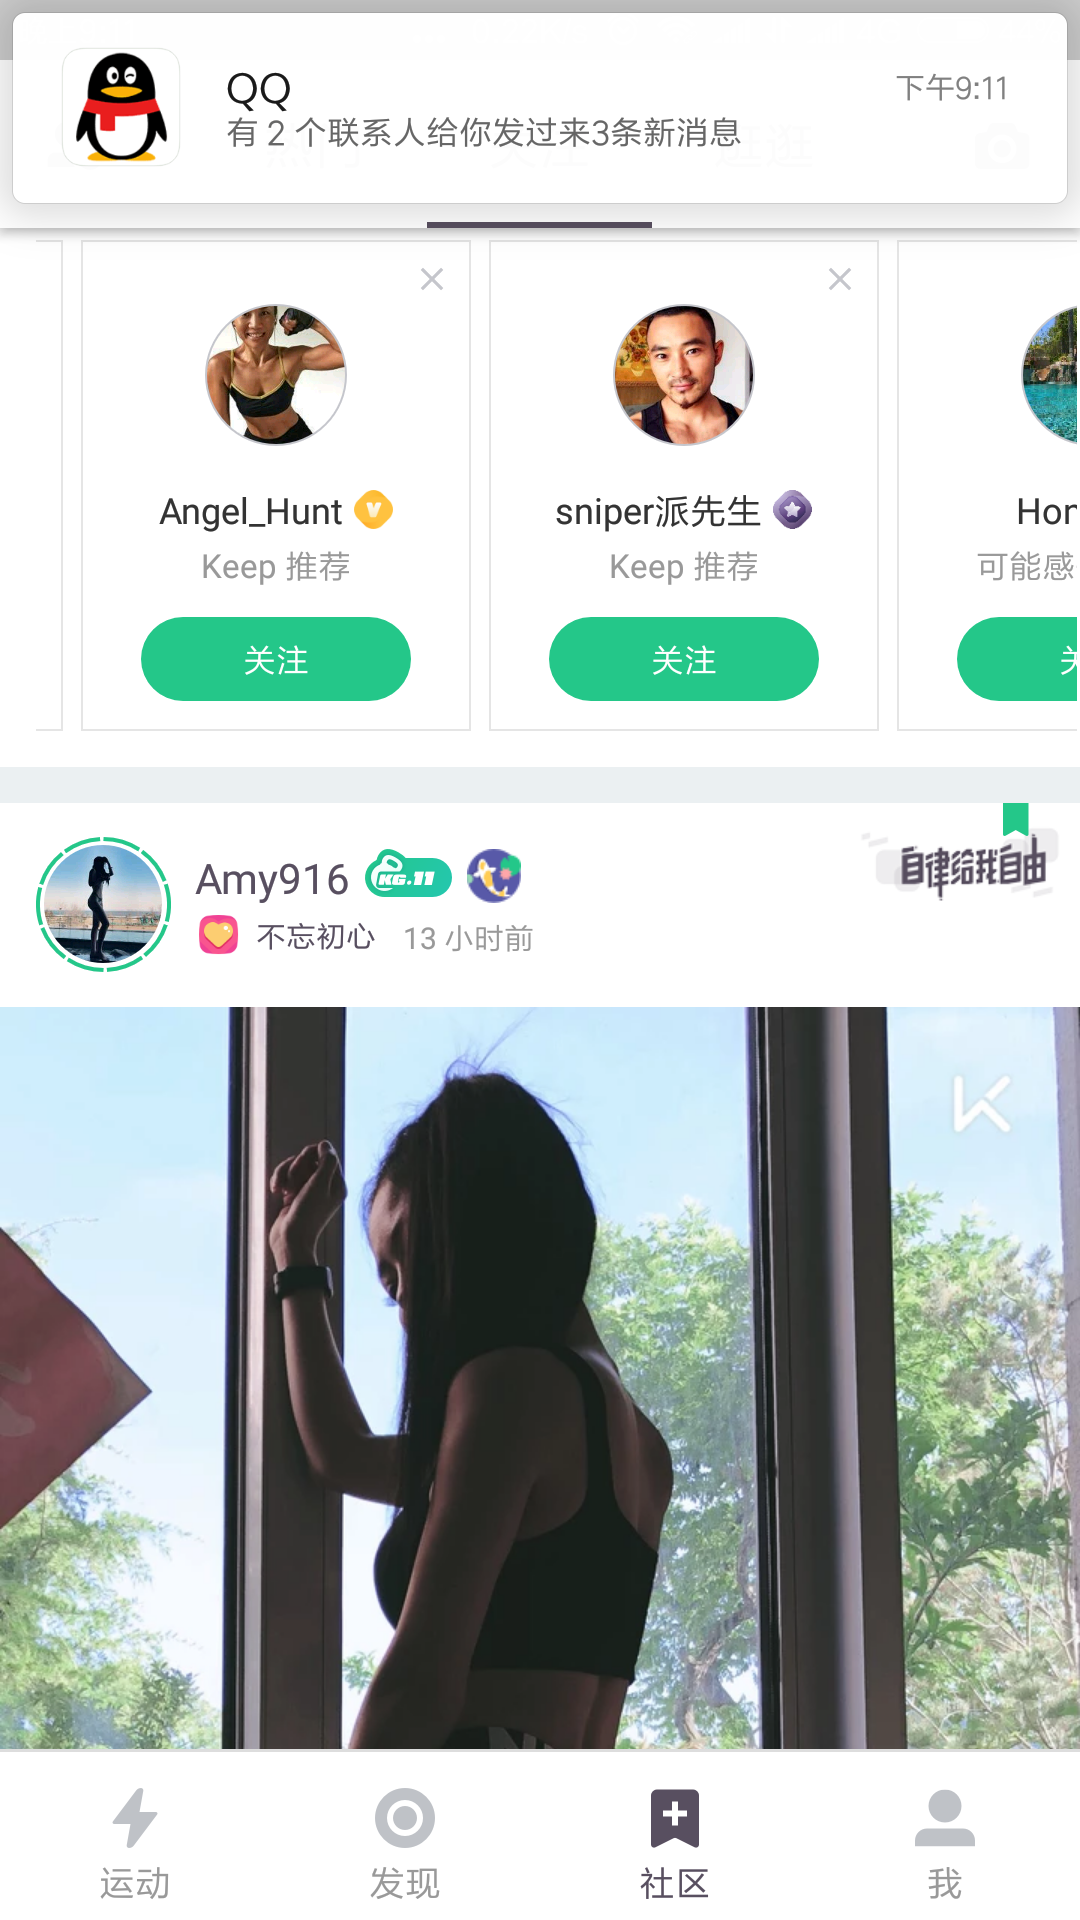 QQ
下午9:11
有 2 个联系人给你发过来3条新消息
Angel_Hunt
Keep 推荐
关注
sniper派先生
Keep 推荐
关注
Hon
可能感
关
Amy916
KG.11
自律给我自由
不忘初心 13 小时前
运动
发现
社区
我